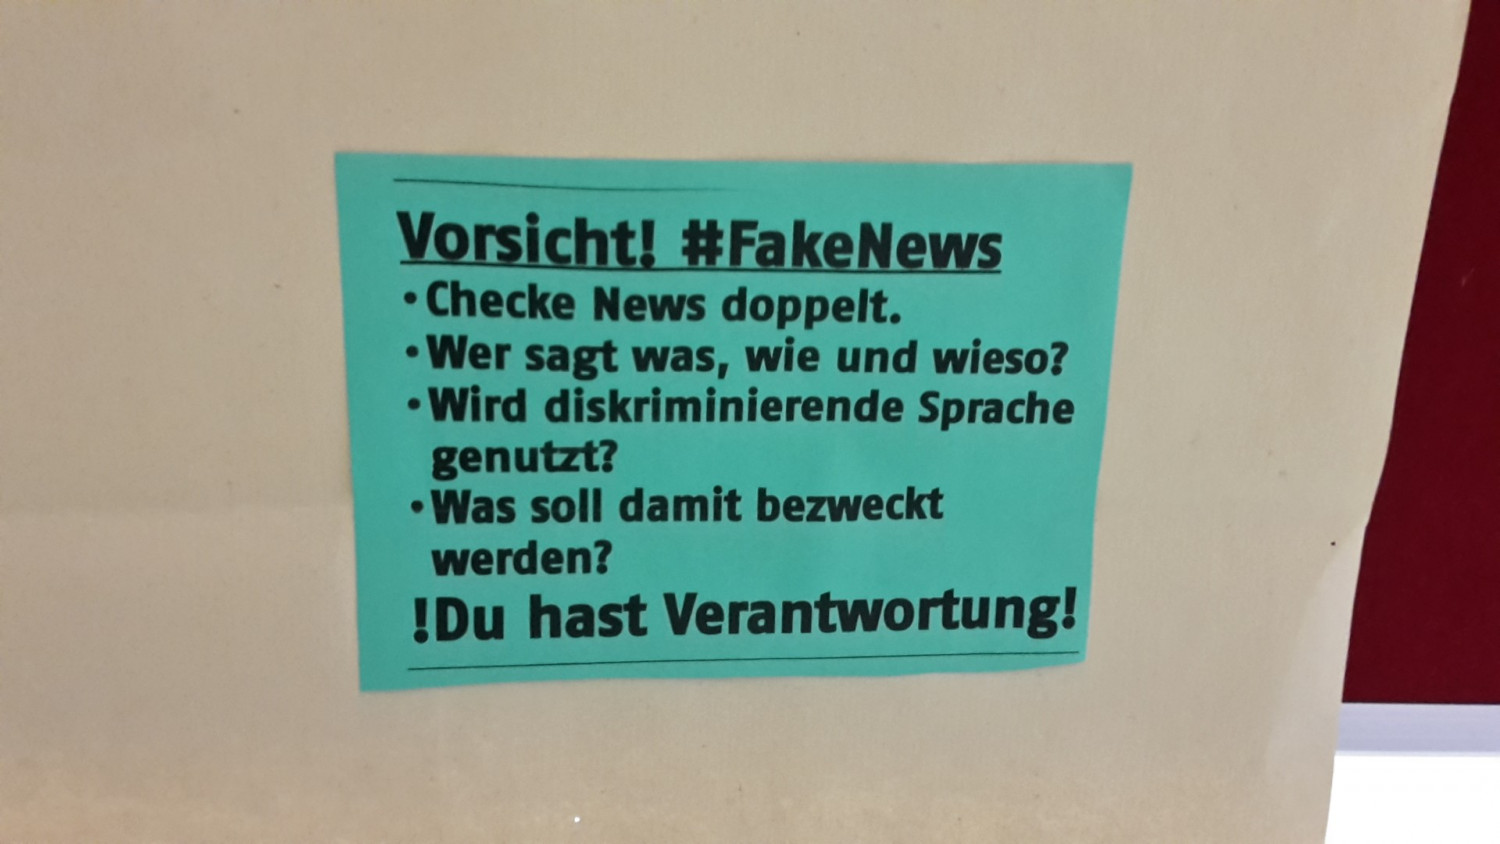 Vorsicht! #FakeNews
•Checke News doppelt.
•Wer sagt was, wie und wieso?
•Wird diskriminierende Sprache
genutzt?
•Was soll damit bezweckt
werden?
!Du hast Verantwortung!